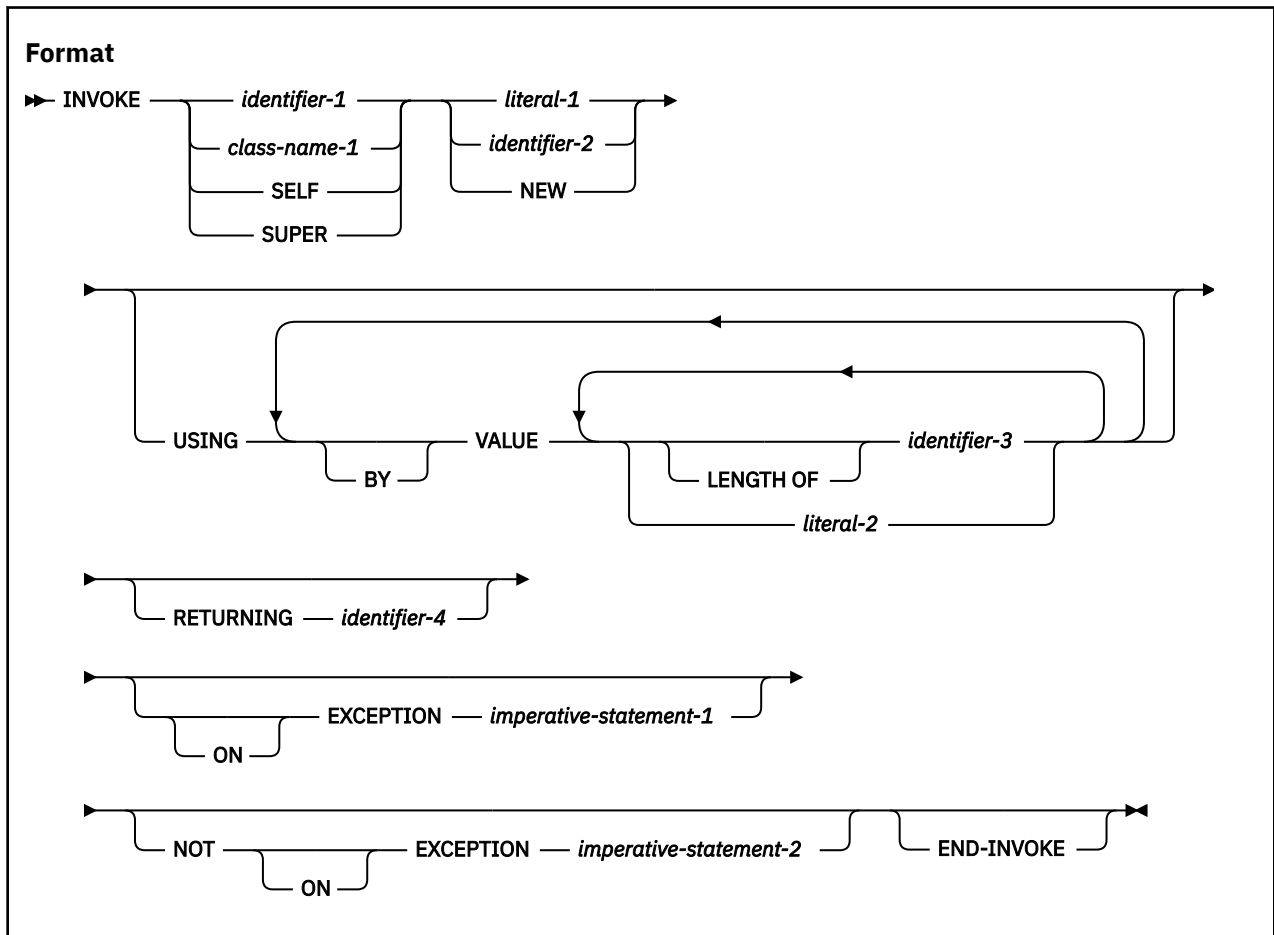 Format
INVOKE identifier-1 literal-1
class-name-1 identifier-2
SELF NEW
SUPER
USING VALUE identifier-3
BY LENGTH OF
literal-2
RETURNING identifier-4
EXCEPTION imperative-statement-1
ON
NOT EXCEPTION imperative-statement-2 END-INVOKE
ON